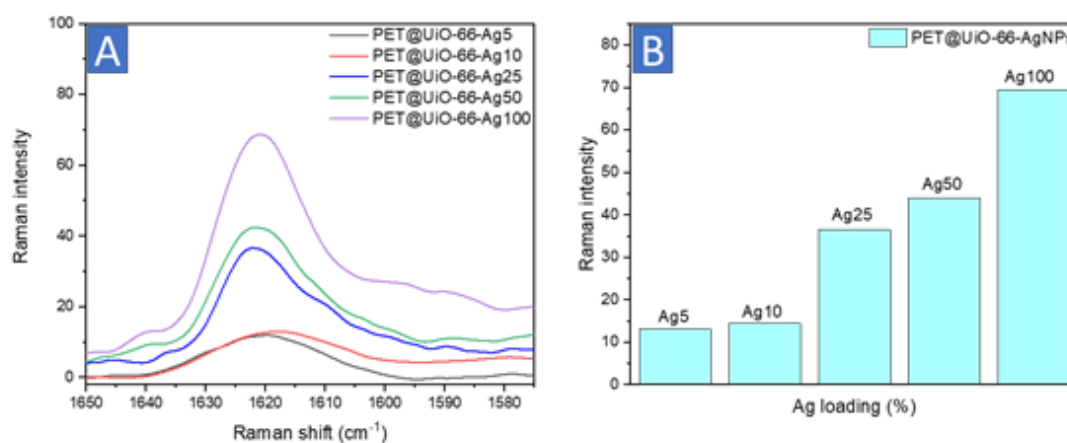 A
100
80
60
40
20
0
Raman intensity
PET@UiO-66-Ag5
PET@UiO-66-Ag10
PET@UiO-66-Ag25
PET@UiO-66-Ag50
PET@UiO-66-Ag100
1650 1640 1630 1620 1610 1600 1590 1580
Raman shift (cm⁻¹)
B
80
70
60
50
40
30
20
10
0
Raman intensity
PET@UiO-66-AgNPs
Ag5
Ag10
Ag25
Ag50
Ag100
Ag loading (%)